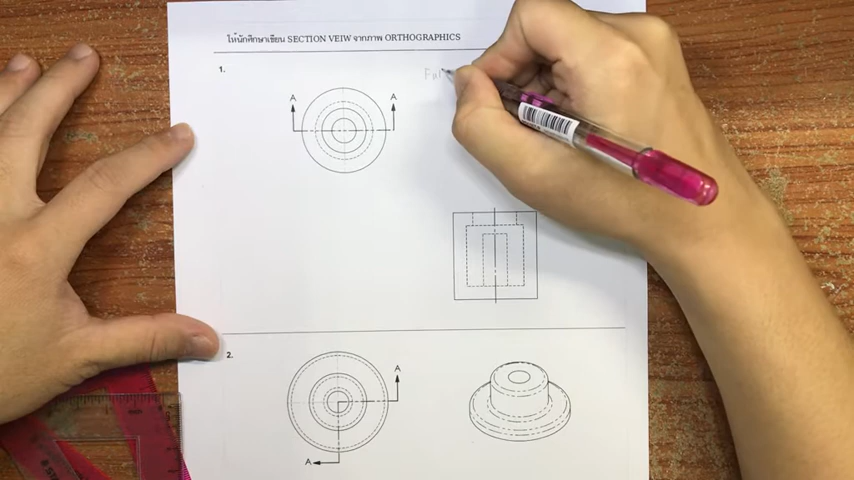 ให้นักศึกษาเขียน SECTION VEIW จากภาพ ORTHOGRAPHICS
1.
A A
2.
A
A